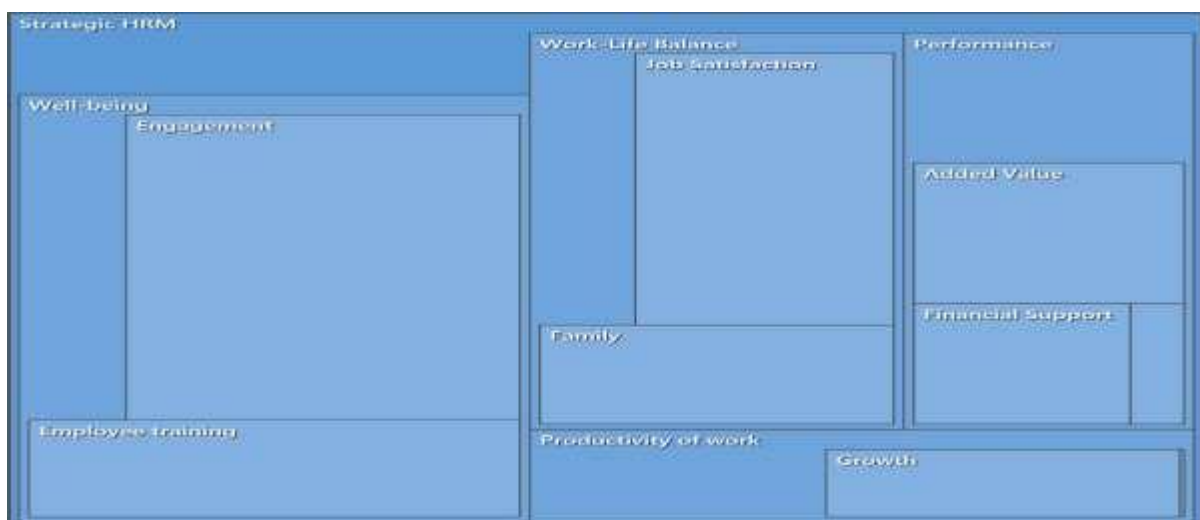 Strategic HRM
Work-Life Balance
Performance
Job Satisfaction
Well-being
Engagement
Added Value
Financial Support
Family
Employee training
Productivity of work
Growth